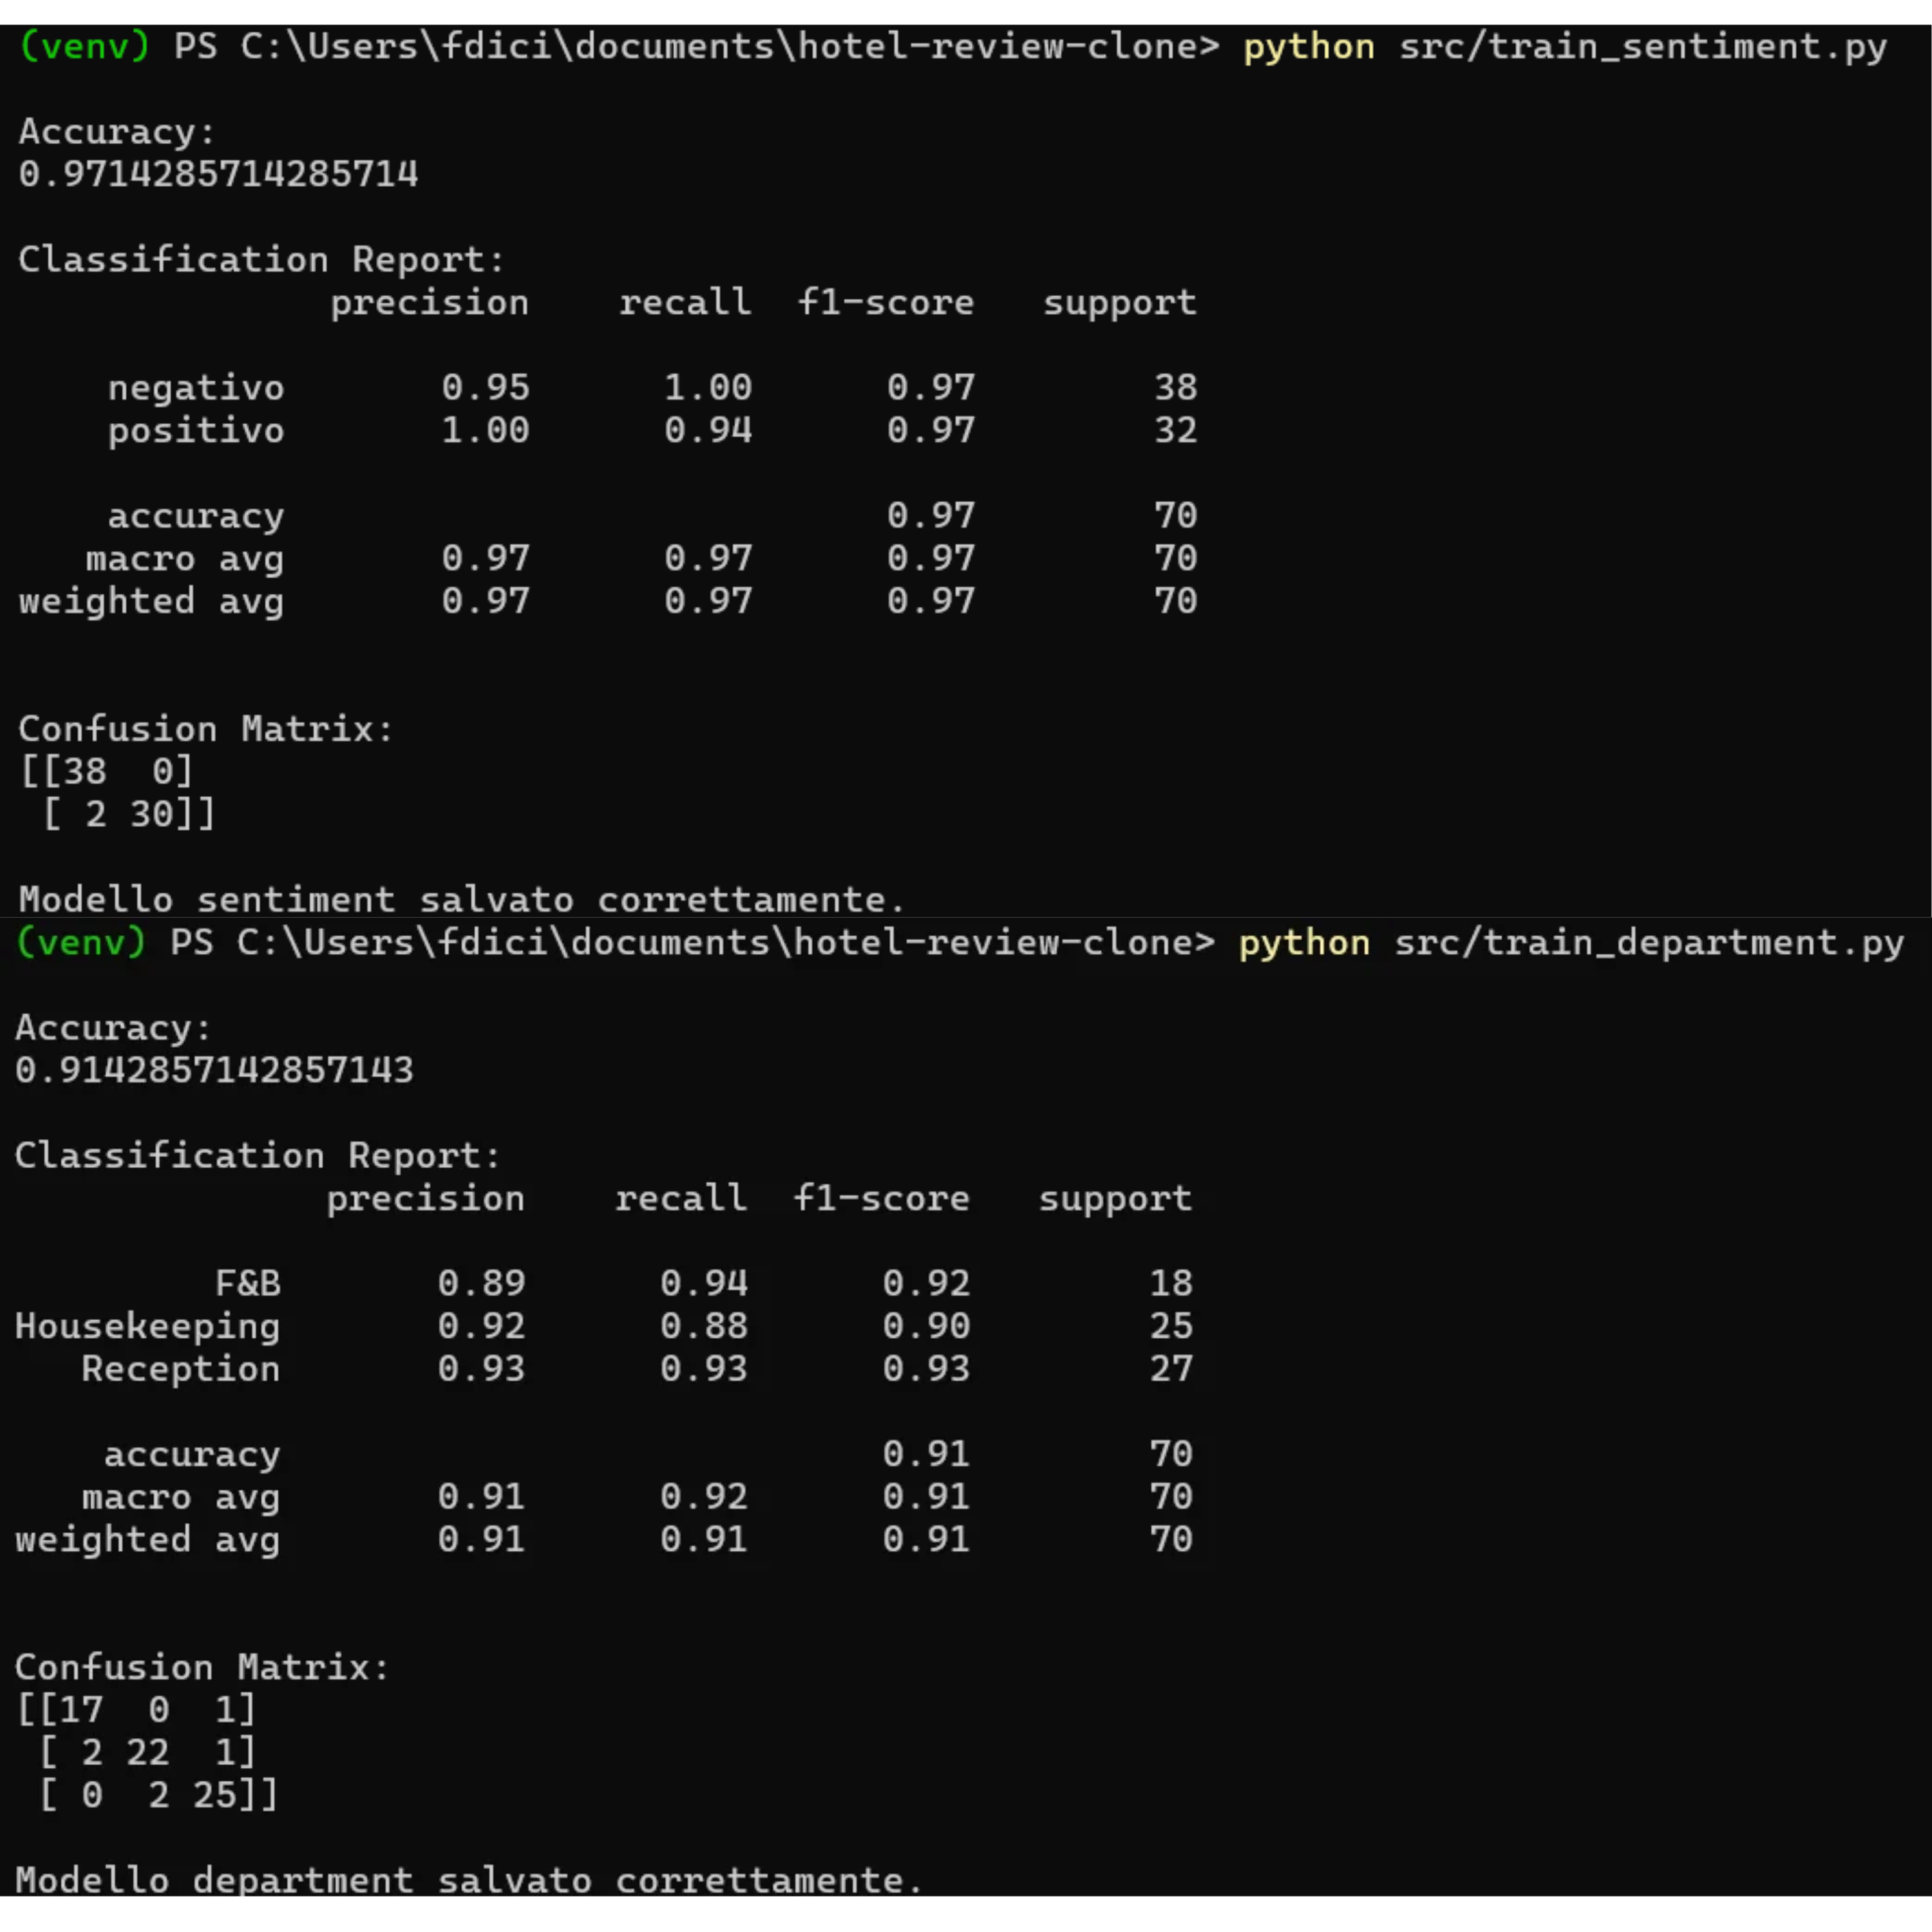 (venv) PS C:\Users\fdici\documents\hotel-review-clone> python src/train_sentiment.py
Accuracy:
0.9714285714285714
Classification Report:
precision recall f1-score support
negativo 0.95 1.00 0.97 38
positivo 1.00 0.94 0.97 32
accuracy 0.97 70
macro avg 0.97 0.97 0.97 70
weighted avg 0.97 0.97 0.97 70
Confusion Matrix:
[[38  0]
 [ 2 30]]
Modello sentiment salvato correttamente.
(venv) PS C:\Users\fdici\documents\hotel-review-clone> python src/train_department.py
Accuracy:
0.9142857142857143
Classification Report:
precision recall f1-score support
F&B 0.89 0.94 0.92 18
Housekeeping 0.92 0.88 0.90 25
Reception 0.93 0.93 0.93 27
accuracy 0.91 70
macro avg 0.91 0.92 0.91 70
weighted avg 0.91 0.91 0.91 70
Confusion Matrix:
[[17  0  1]
 [ 2 22  1]
 [ 0  2 25]]
Modello department salvato correttamente.